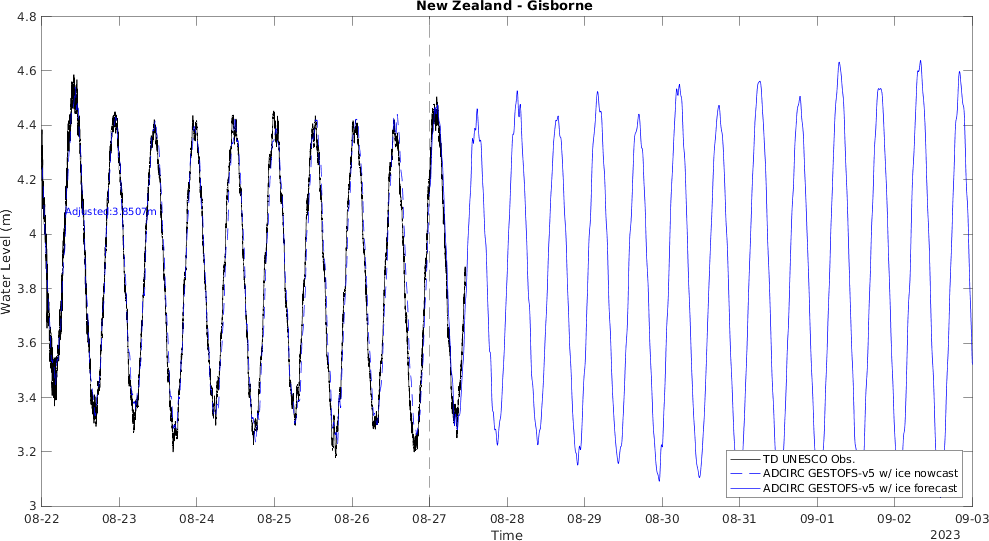 New Zealand - Gisborne
4.8
4.6
4.4
4.2
4
3.8
3.6
3.4
3.2
3
Water Level (m)
Adjusted:3.8507m
TD UNESCO Obs.
ADCIRC GESTOFS-v5 w/ ice nowcast
ADCIRC GESTOFS-v5 w/ ice forecast
08-22 08-23 08-24 08-25 08-26 08-27 08-28 08-29 08-30 08-31 09-01 09-02 09-03
Time
2023